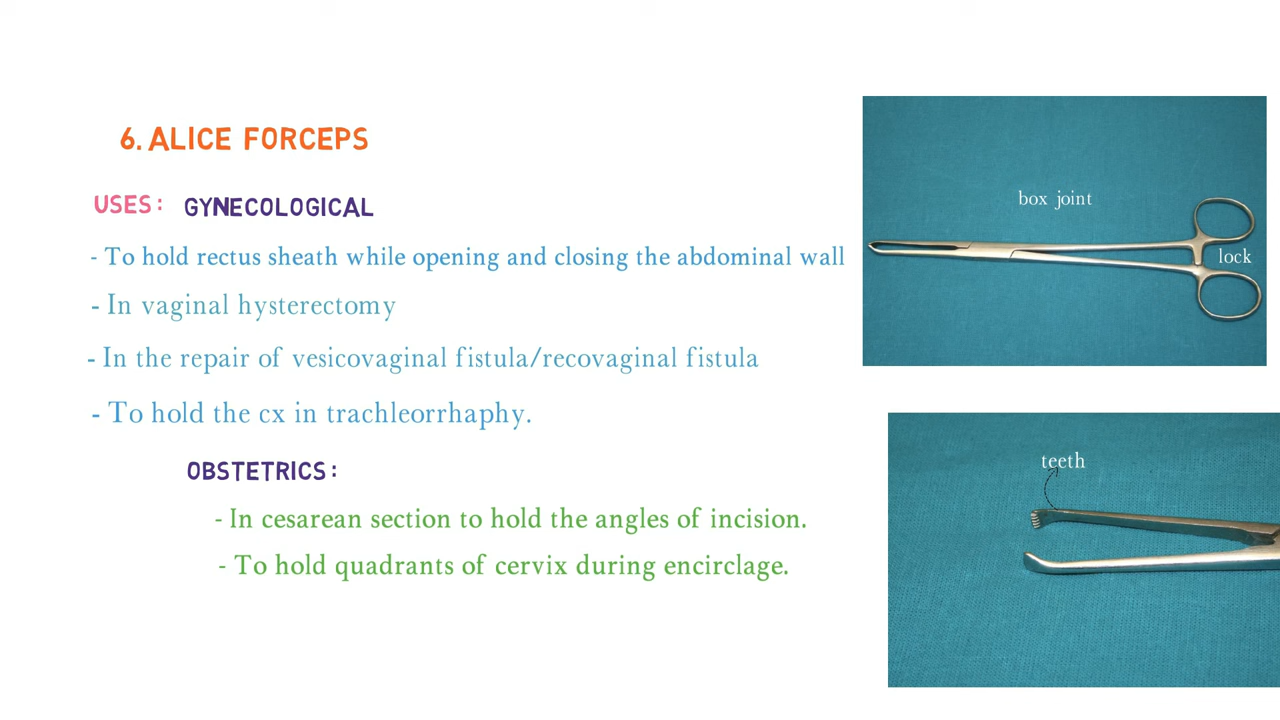 6. ALICE FORCEPS
USES: GYNECOLOGICAL
- To hold rectus sheath while opening and closing the abdominal wall
- In vaginal hysterectomy
- In the repair of vesicovaginal fistula/recovaginal fistula
- To hold the cx in trachleorrhaphy.
OBSTETRICS:
- In cesarean section to hold the angles of incision.
- To hold quadrants of cervix during encirclage.
box joint
lock
teeth